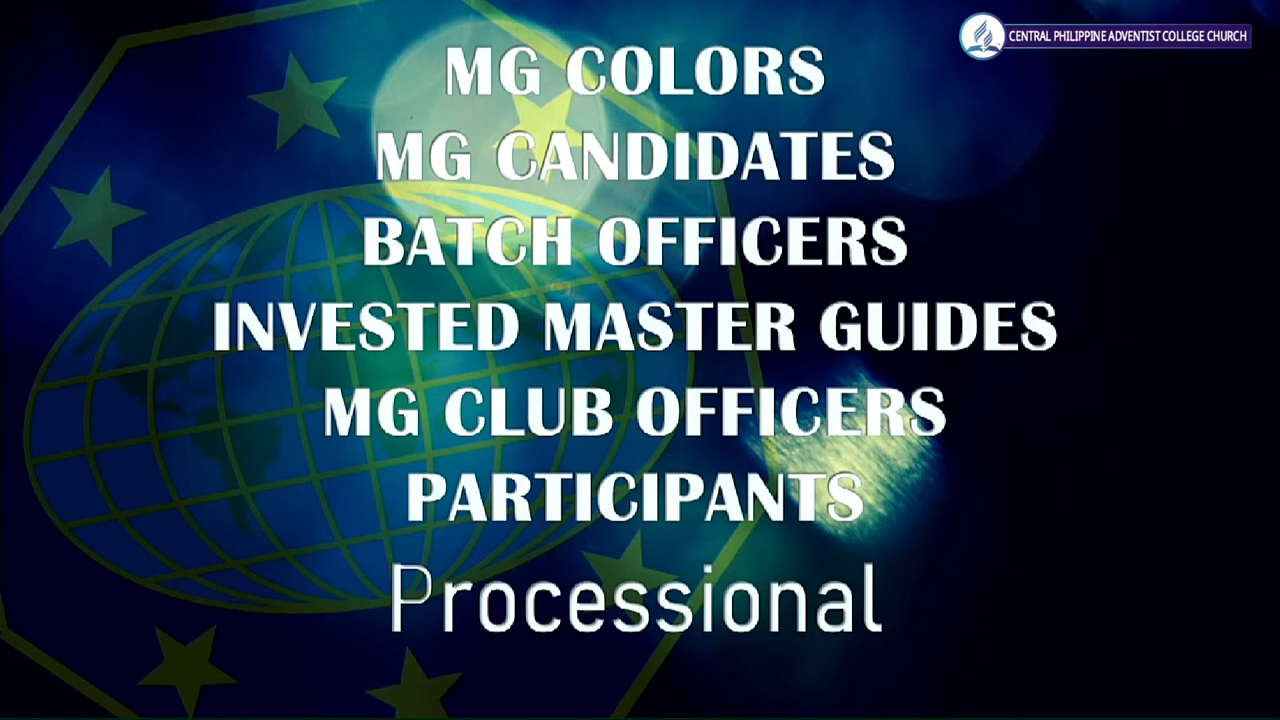 CENTRAL PHILIPPINE ADVENTIST COLLEGE CHURCH
MG COLORS
MG CANDIDATES
BATCH OFFICERS
INVESTED MASTER GUIDES
MG CLUB OFFICERS
PARTICIPANTS
Processional